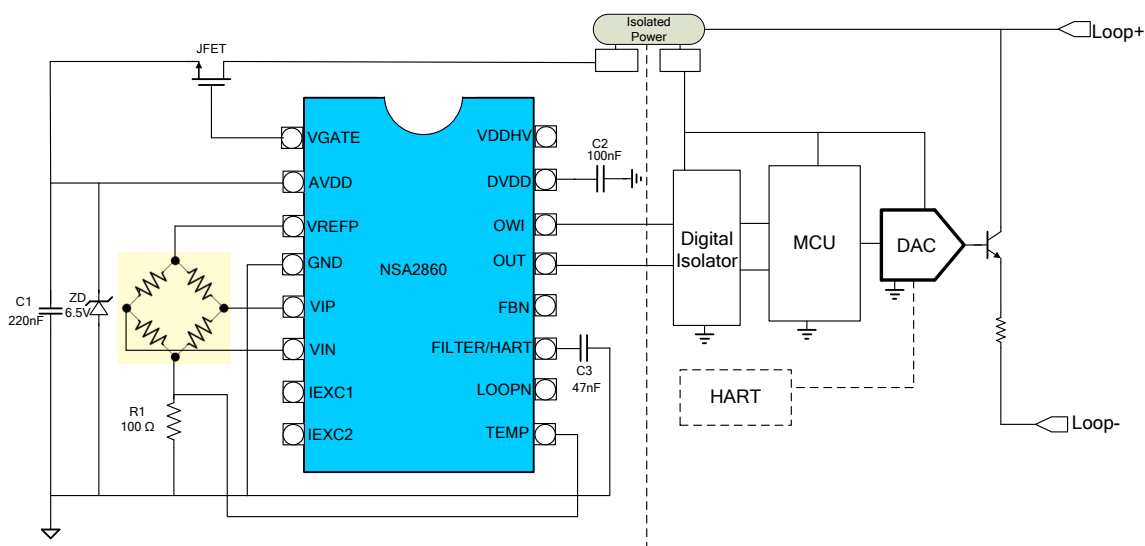 Isolated
Power
Loop+
JFET
VGATE
VDDHV
C2
100nF
AVDD
DVDD
VREFP
OWI
GND
OUT
NSA2860
Digital
Isolator
MCU
DAC
C1
220nF
ZD
6.5V
VIP
FBN
VIN
FILTER/HART
C3
47nF
IEXC1
LOOPN
HART
R1
100 Ω
IEXC2
TEMP
Loop-